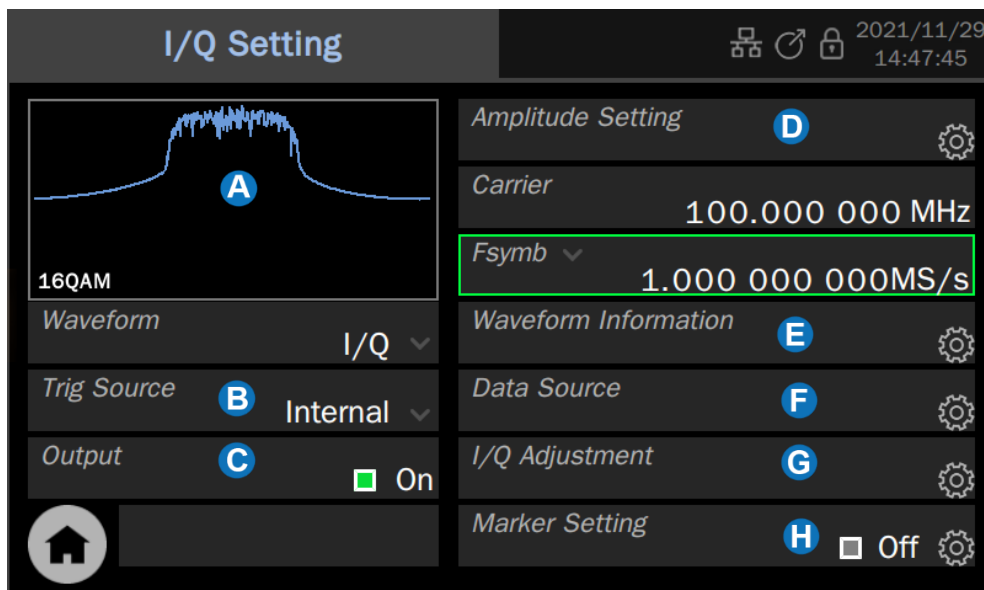 I/Q Setting
2021/11/29
14:47:45
A
16QAM
Waveform
I/Q
Trig Source
B
Internal
Output
C
On
Amplitude Setting
D
Carrier
100.000 000 MHz
Fsymb
1.000 000 000MS/s
Waveform Information
E
Data Source
F
I/Q Adjustment
G
Marker Setting
H
Off